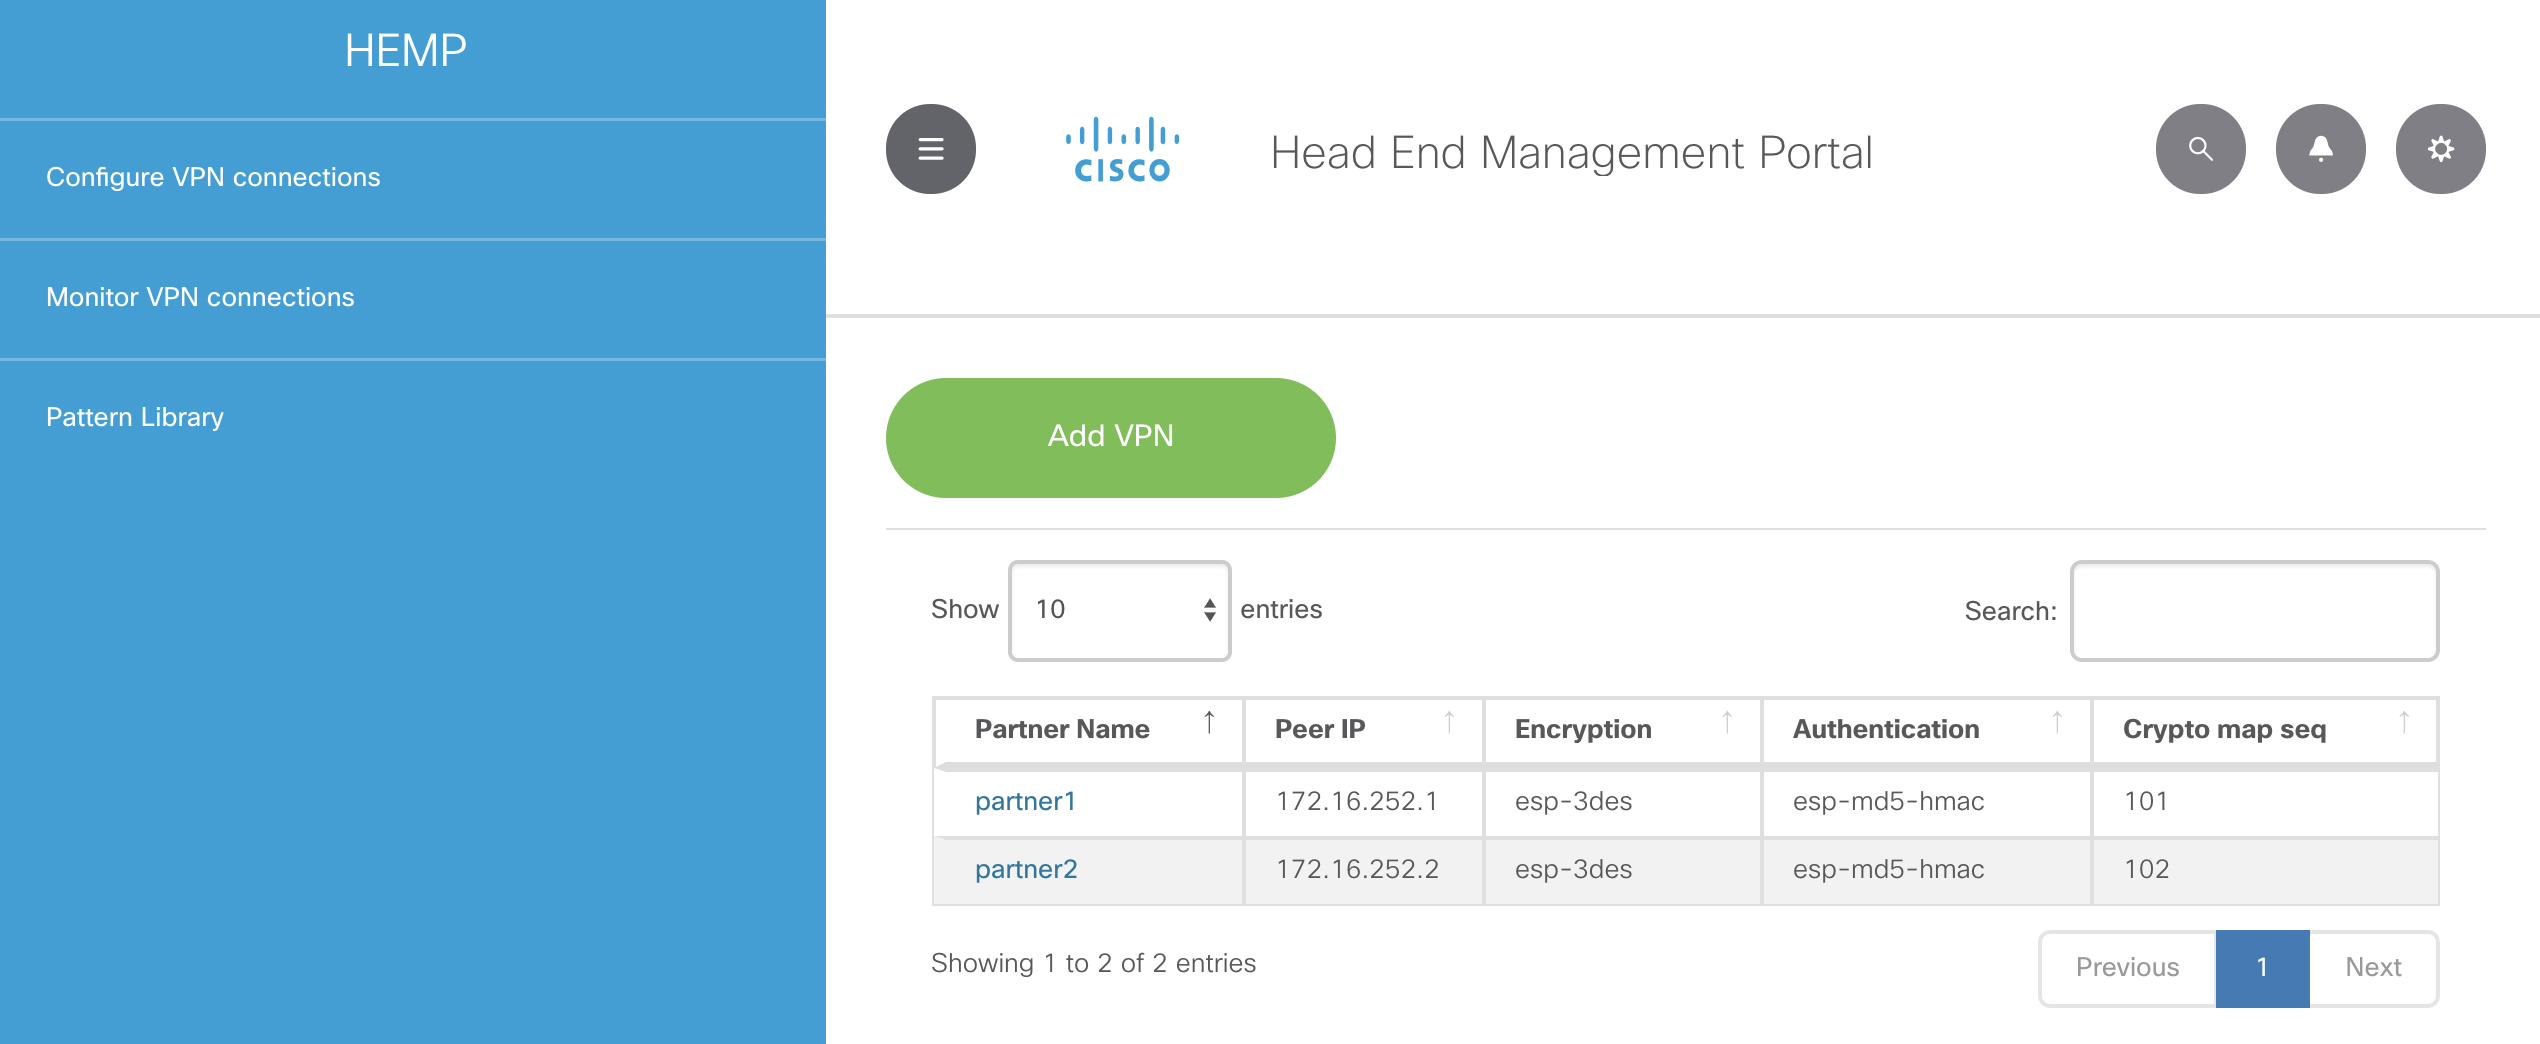 HEMP
Configure VPN connections
Monitor VPN connections
Pattern Library
CISCO
Head End Management Portal
Add VPN
Show 10 entries
Search:
Partner Name Peer IP Encryption Authentication Crypto map seq
partner1 172.16.252.1 esp-3des esp-md5-hmac 101
partner2 172.16.252.2 esp-3des esp-md5-hmac 102
Showing 1 to 2 of 2 entries
Previous 1 Next